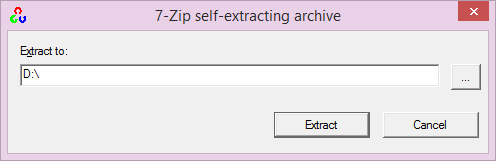 7-Zip self-extracting archive
Extract to:
D:\
...
Extract
Cancel